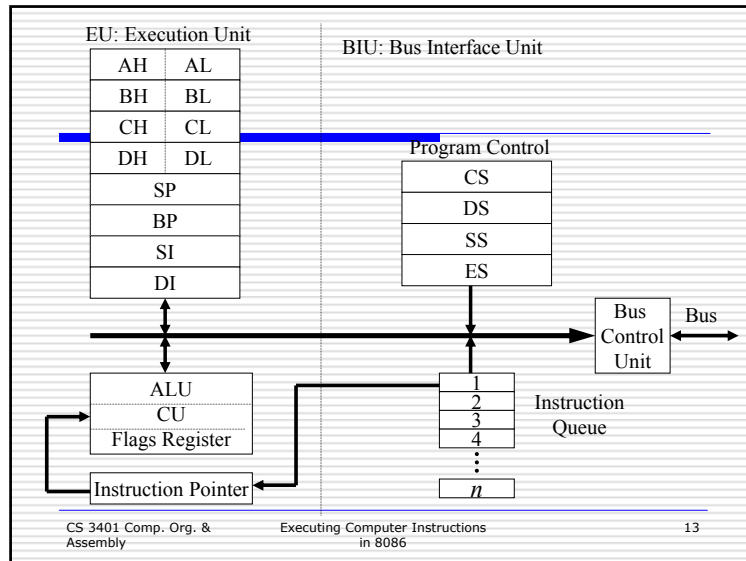 EU: Execution Unit
BIU: Bus Interface Unit
AH AL
BH BL
CH CL
DH DL
SP
BP
SI
DI
Program Control
CS
DS
SS
ES
Bus
Control
Unit
Bus
ALU
CU
Flags Register
Instruction Pointer
1
2
3
4
n
Instruction
Queue
CS 3401 Comp. Org. &
Assembly
Executing Computer Instructions
in 8086
13